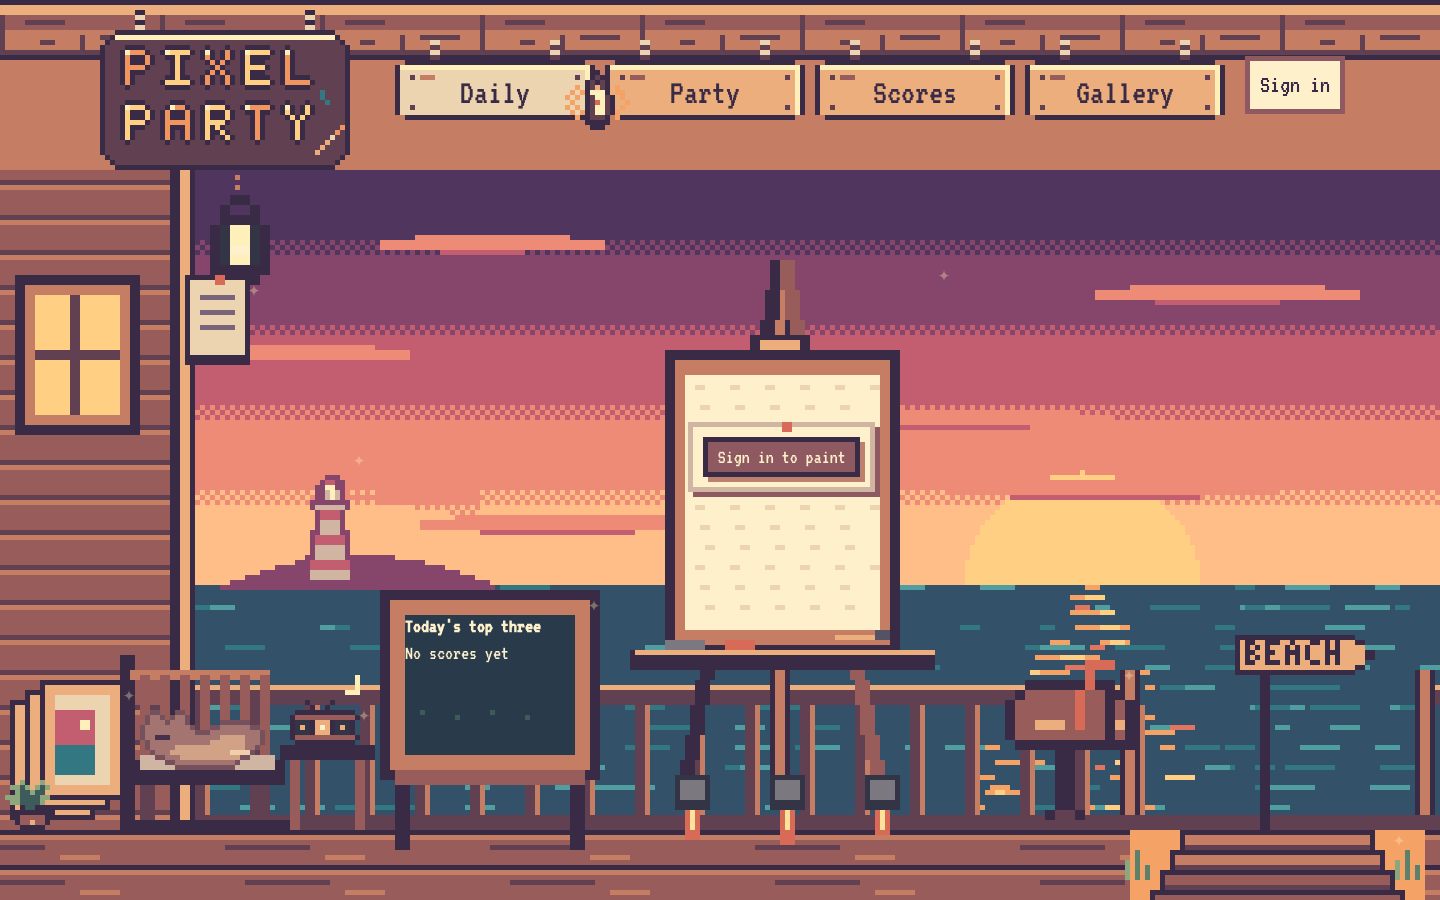 PIXEL
PARTY
Daily
Party
Scores
Gallery
Sign in
Sign in to paint
Today's top three
No scores yet
BEACH